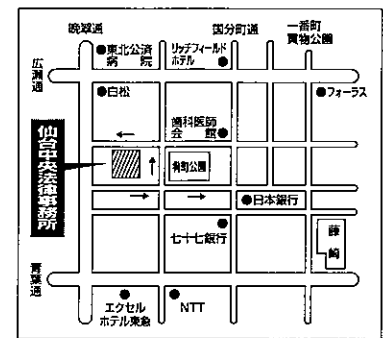 晩翠通
国分町通
一番町
買物公園
広瀬通
東北公済
病院
リッチフィールド
ホテル
白松
フォーラス
歯科医師
会館
仙台中央法律事務所
肴町公園
日本銀行
七十七銀行
藤崎
青葉通
エクセル
ホテル東急
NTT